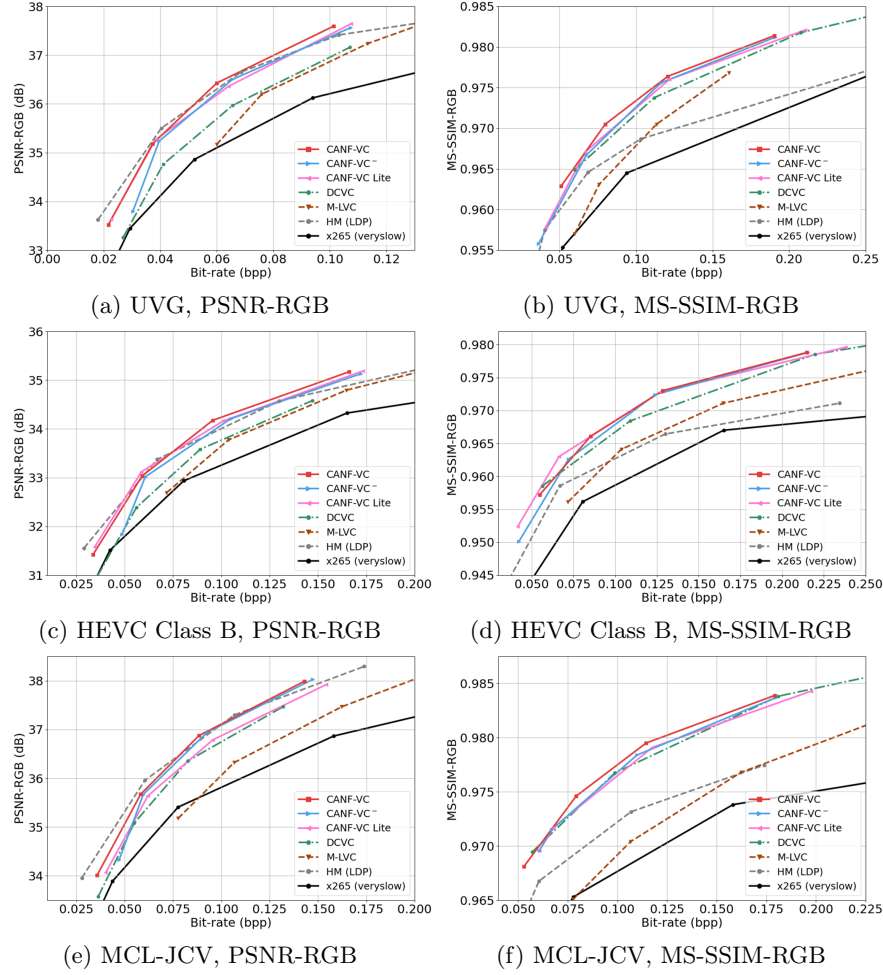 38
37
36
35
34
33
PSNR-RGB (dB)
0.00 0.02 0.04 0.06 0.08 0.10 0.12
Bit-rate (bpp)
CANF-VC
CANF-VC⁻
CANF-VC Lite
DCVC
M-LVC
HM (LDP)
x265 (veryslow)
(a) UVG, PSNR-RGB
0.985
0.980
0.975
0.970
0.965
0.960
0.955
MS-SSIM-RGB
0.05 0.10 0.15 0.20 0.25
Bit-rate (bpp)
CANF-VC
CANF-VC⁻
CANF-VC Lite
DCVC
M-LVC
HM (LDP)
x265 (veryslow)
(b) UVG, MS-SSIM-RGB
36
35
34
33
32
31
PSNR-RGB (dB)
0.025 0.050 0.075 0.100 0.125 0.150 0.175 0.200
Bit-rate (bpp)
CANF-VC
CANF-VC⁻
CANF-VC Lite
DCVC
M-LVC
HM (LDP)
x265 (veryslow)
(c) HEVC Class B, PSNR-RGB
0.980
0.975
0.970
0.965
0.960
0.955
0.950
0.945
MS-SSIM-RGB
0.050 0.075 0.100 0.125 0.150 0.175 0.200 0.225 0.250
Bit-rate (bpp)
CANF-VC
CANF-VC⁻
CANF-VC Lite
DCVC
M-LVC
HM (LDP)
x265 (veryslow)
(d) HEVC Class B, MS-SSIM-RGB
38
37
36
35
34
PSNR-RGB (dB)
0.025 0.050 0.075 0.100 0.125 0.150 0.175 0.200
Bit-rate (bpp)
CANF-VC
CANF-VC⁻
CANF-VC Lite
DCVC
M-LVC
HM (LDP)
x265 (veryslow)
(e) MCL-JCV, PSNR-RGB
0.985
0.980
0.975
0.970
0.965
MS-SSIM-RGB
0.050 0.075 0.100 0.125 0.150 0.175 0.200 0.225
Bit-rate (bpp)
CANF-VC
CANF-VC⁻
CANF-VC Lite
DCVC
M-LVC
HM (LDP)
x265 (veryslow)
(f) MCL-JCV, MS-SSIM-RGB